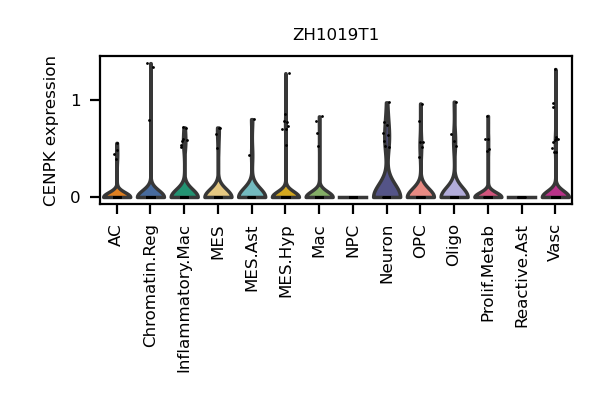 ZH1019T1
CENPK expression
1
0
AC
Chromatin.Reg
Inflammatory.Mac
MES
MES.Ast
MES.Hyp
Mac
NPC
Neuron
OPC
Oligo
Prolif.Metab
Reactive.Ast
Vasc